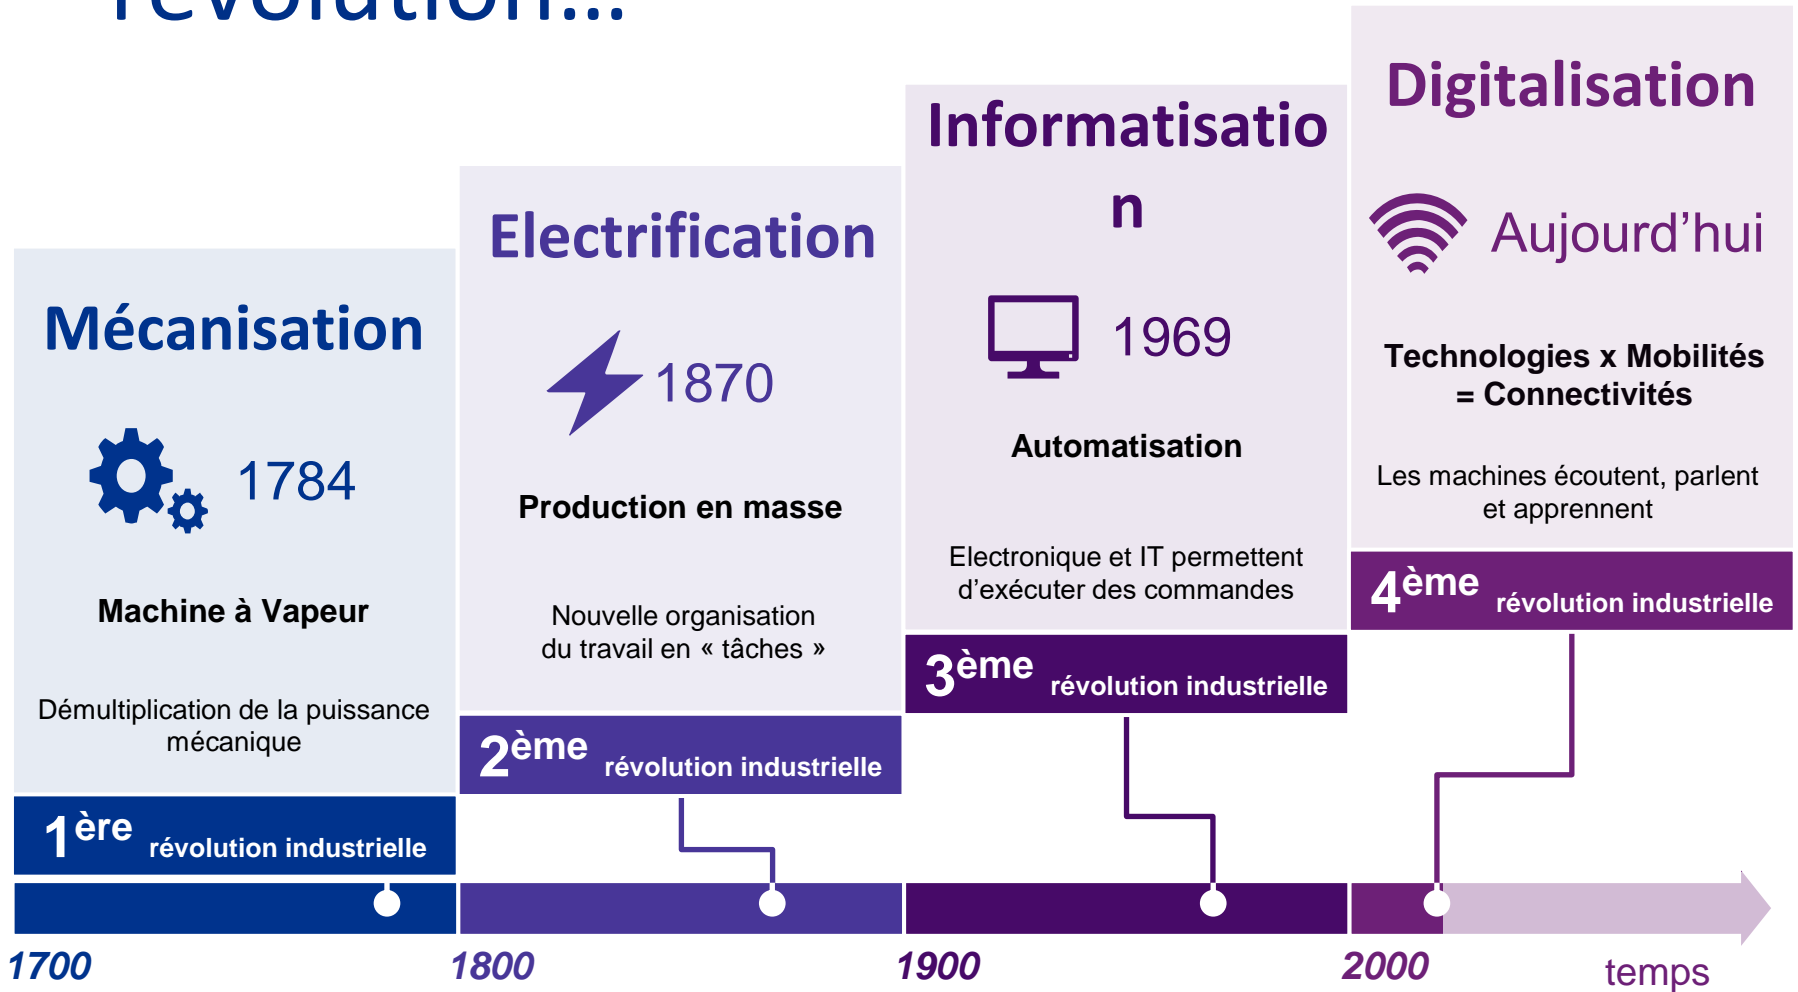 révolution...
Mécanisation
1784
Machine à Vapeur
Démultiplication de la puissance
mécanique
1ère révolution industrielle
Electrification
1870
Production en masse
Nouvelle organisation
du travail en « tâches »
2ème révolution industrielle
Informatisatio
n
1969
Automatisation
Electronique et IT permettent
d'exécuter des commandes
3ème révolution industrielle
Digitalisation
Aujourd'hui
Technologies x Mobilités
= Connectivités
Les machines écoutent, parlent
et apprennent
4ème révolution industrielle
1700
1800
1900
2000
temps